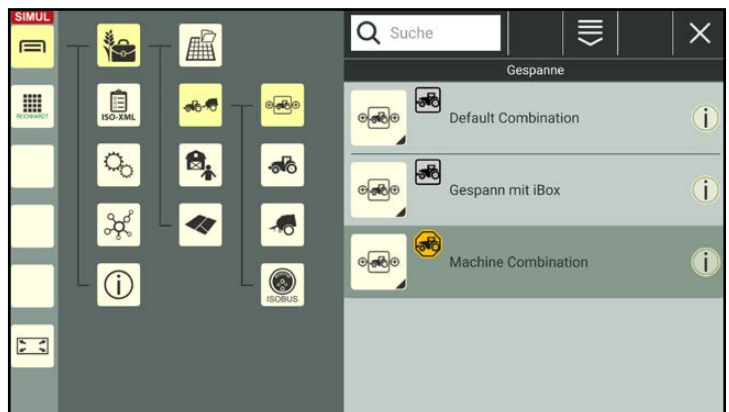 SIMUL
REICHHARDT
ISO-XML
ISOBUS
Suche
Gespanne
Default Combination
Gespann mit iBox
Machine Combination